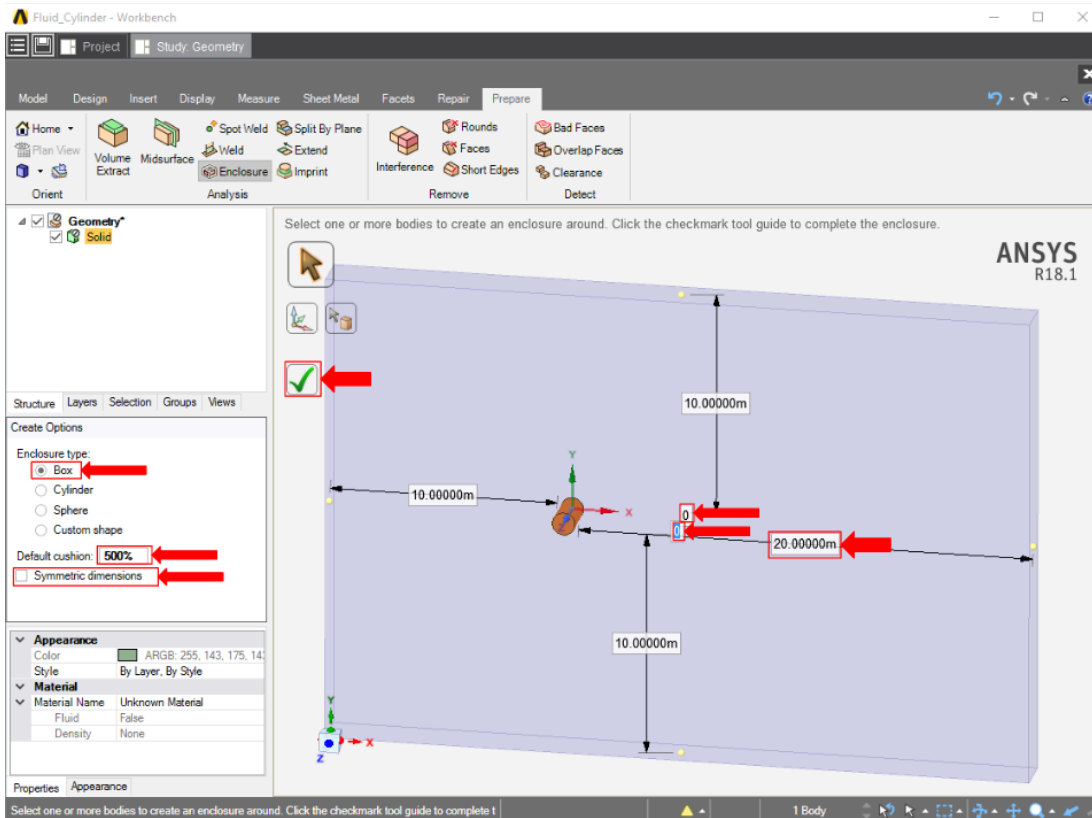 Fluid_Cylinder - Workbench
Project
Study: Geometry
Model Design Insert Display Measure Sheet Metal Facets Repair Prepare
Home
Plan View
Orient
Volume Extract
Midsurface
Spot Weld
Weld
Enclosure
Split By Plane
Extend
Imprint
Analysis
Interference
Rounds
Faces
Short Edges
Remove
Bad Faces
Overlap Faces
Clearance
Detect
Geometry*
Solid
Structure Layers Selection Groups Views
Create Options
Enclosure type:
Box
Cylinder
Sphere
Custom shape
Default cushion: 500%
Symmetric dimensions
Appearance
Color ARGB: 255, 143, 175, 143
Style By Layer, By Style
Material
Material Name Unknown Material
Fluid False
Density None
Properties Appearance
Select one or more bodies to create an enclosure around. Click the checkmark tool guide to complete the enclosure.
ANSYS
R18.1
10.00000m
10.00000m
Y
X
0
0
20.00000m
10.00000m
Y
X
Z
Select one or more bodies to create an enclosure around. Click the checkmark tool guide to complete t
1 Body